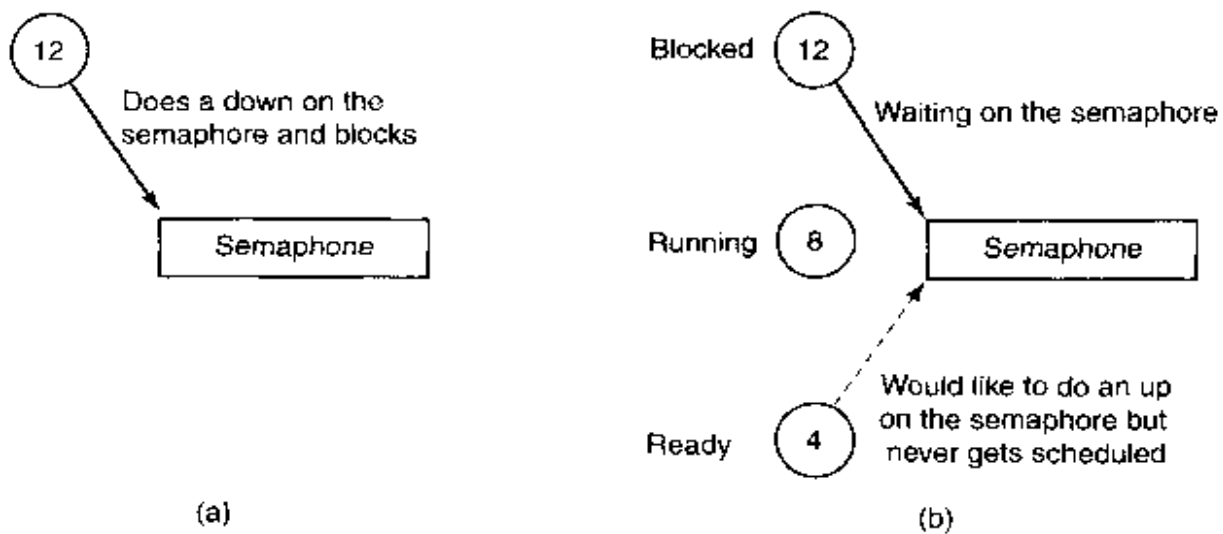 12
Does a down on the
semaphore and blocks
Semaphone
(a)
Blocked
12
Waiting on the semaphore
Running
8
Semaphone
Would like to do an up
on the semaphore but
never gets scheduled
Ready
4
(b)